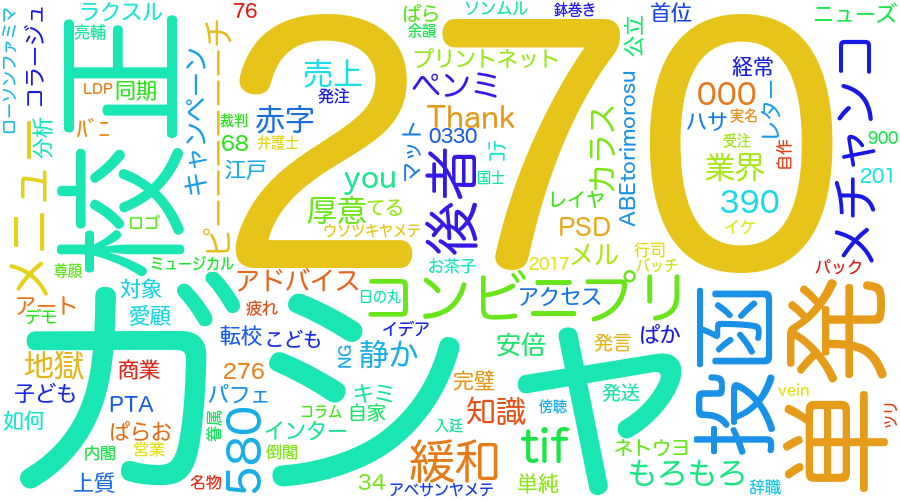 270
ガシャ
校正
単発
投函
コンビニプリ
メチャンコ
後者
緩和
tif
580
メニュー
ピーーーーーチ
000
390
業界
カラス
Thank
you
厚意
てる
ペンミ
赤字
売上
ラクスル
亮輔
76
ぱら
余韻
ソンムル
鉢巻き
首位
公立
ニューズ
ローソンファミマ
コラージュ
LDP
同期
分析
バニ
キャンペーン
裁判
68
弁護士
江戸
発注
プリントネット
マット
0330
コテ
国士
レイヤ
ABEtorimorosu
経常
レター
ハサ
実名
受注
自作
900
201
イケ
PSD
メル
行司
バッチ
2017
お茶子
ウソツキヤメテ
ロゴ
ミュージカル
尊顔
アート
デモ
対象
愛顧
アドバイス
疲れ
日の丸
アクセス
パック
転校
こども
イデア
NG
静か
安倍
発言
ぱか
地獄
商業
276
子ども
PTA
パフェ
キミ
自家
コラム
完璧
知識
傍聴
発送
vein
ツリ
如何
ぱらお
眷属
インター
入廷
倒閣
内閣
営業
上質
名物
34
アベサンヤメテ
単純
ネトウヨ
もろもろ
辞職